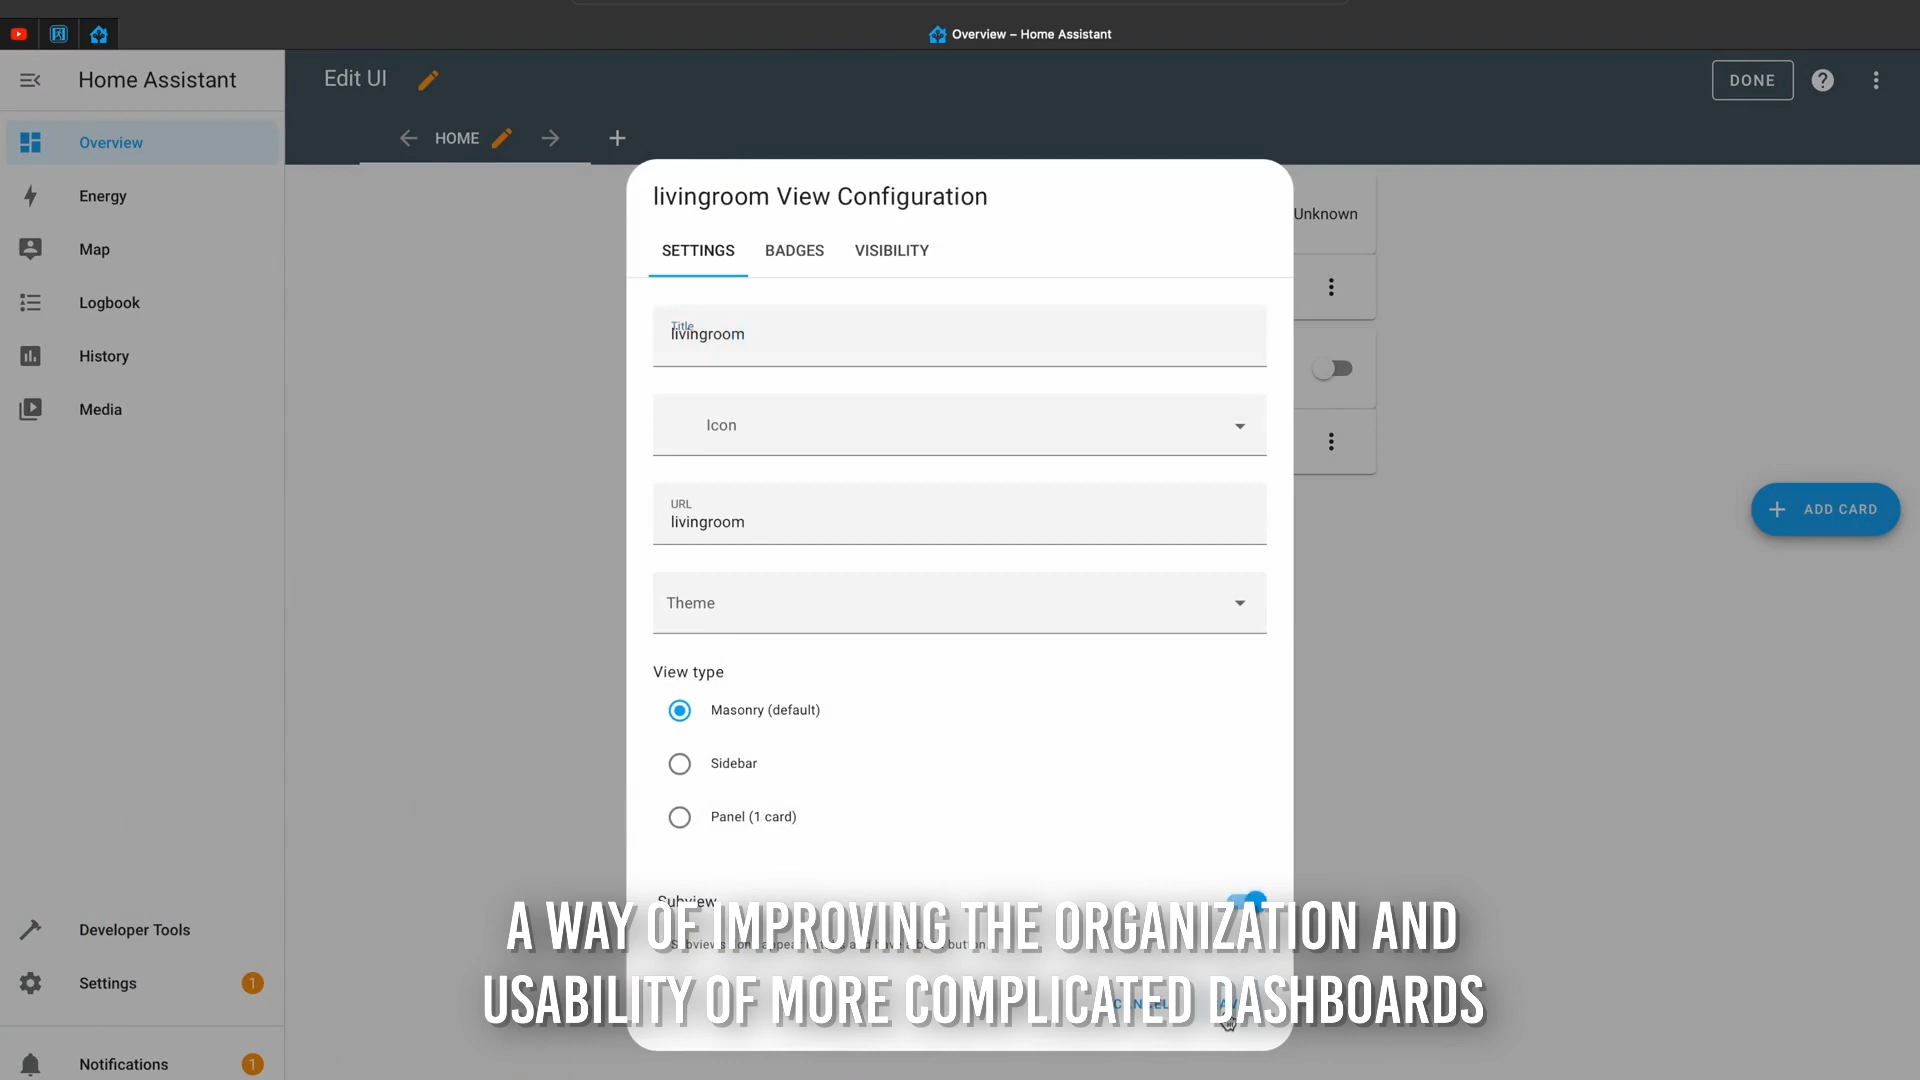 Overview – Home Assistant
Home Assistant
Edit UI
DONE
HOME
Overview
Energy
Map
Logbook
History
Media
livingroom View Configuration
SETTINGS BADGES VISIBILITY
Unknown
Title
livingroom
Icon
URL
livingroom
Theme
ADD CARD
View type
Masonry (default)
Sidebar
Panel (1 card)
Subview
A WAY OF IMPROVING THE ORGANIZATION AND
USABILITY OF MORE COMPLICATED DASHBOARDS
CANCEL
Developer Tools
Settings 1
Notifications 1